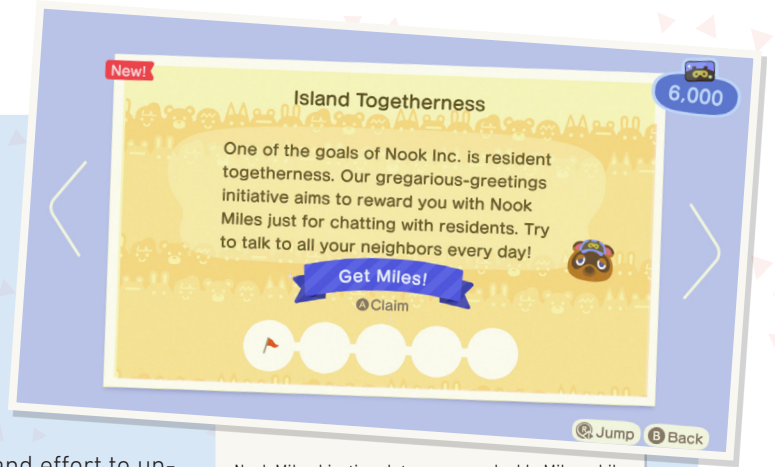 New!
6,000
Island Togetherness
One of the goals of Nook Inc. is resident
togetherness. Our gregarious-greetings
initiative aims to reward you with Nook
Miles just for chatting with residents. Try
to talk to all your neighbors every day!
Get Miles!
A Claim
R Jump B Back
and effort to un-